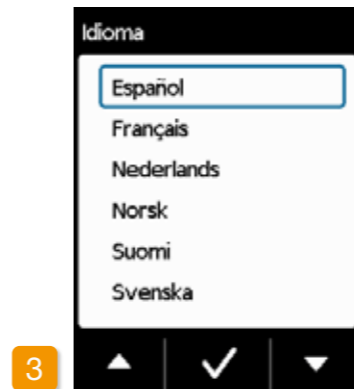 Idioma
Español
Français
Nederlands
Norsk
Suomi
Svenska
3